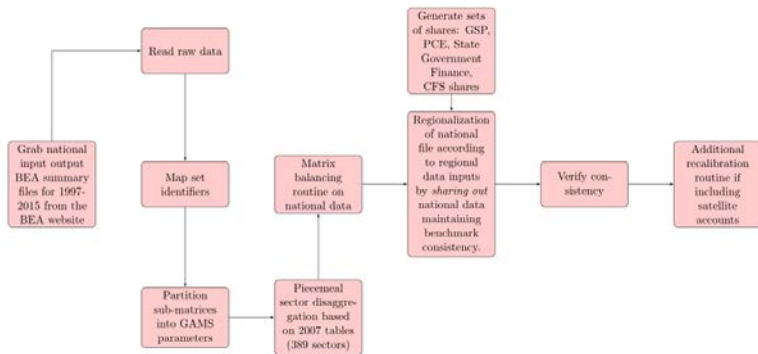 Grab national
input output
BEA summary
files for 1997-
2015 from the
BEA website
Read raw data
Map set
identifiers
Partition
sub-matrices
into GAMS
parameters
Piecemeal
sector disaggre-
gation based
on 2007 tables
(389 sectors)
Matrix
balancing
routine on
national data
Generate sets
of shares: GSP,
PCE, State
Government
Finance,
CFS shares
Regionalization
of national
file according
to regional
data inputs
by sharing out
national data
maintaining
benchmark
consistency.
Verify con-
sistency
Additional
recalibration
routine if
including
satellite
accounts